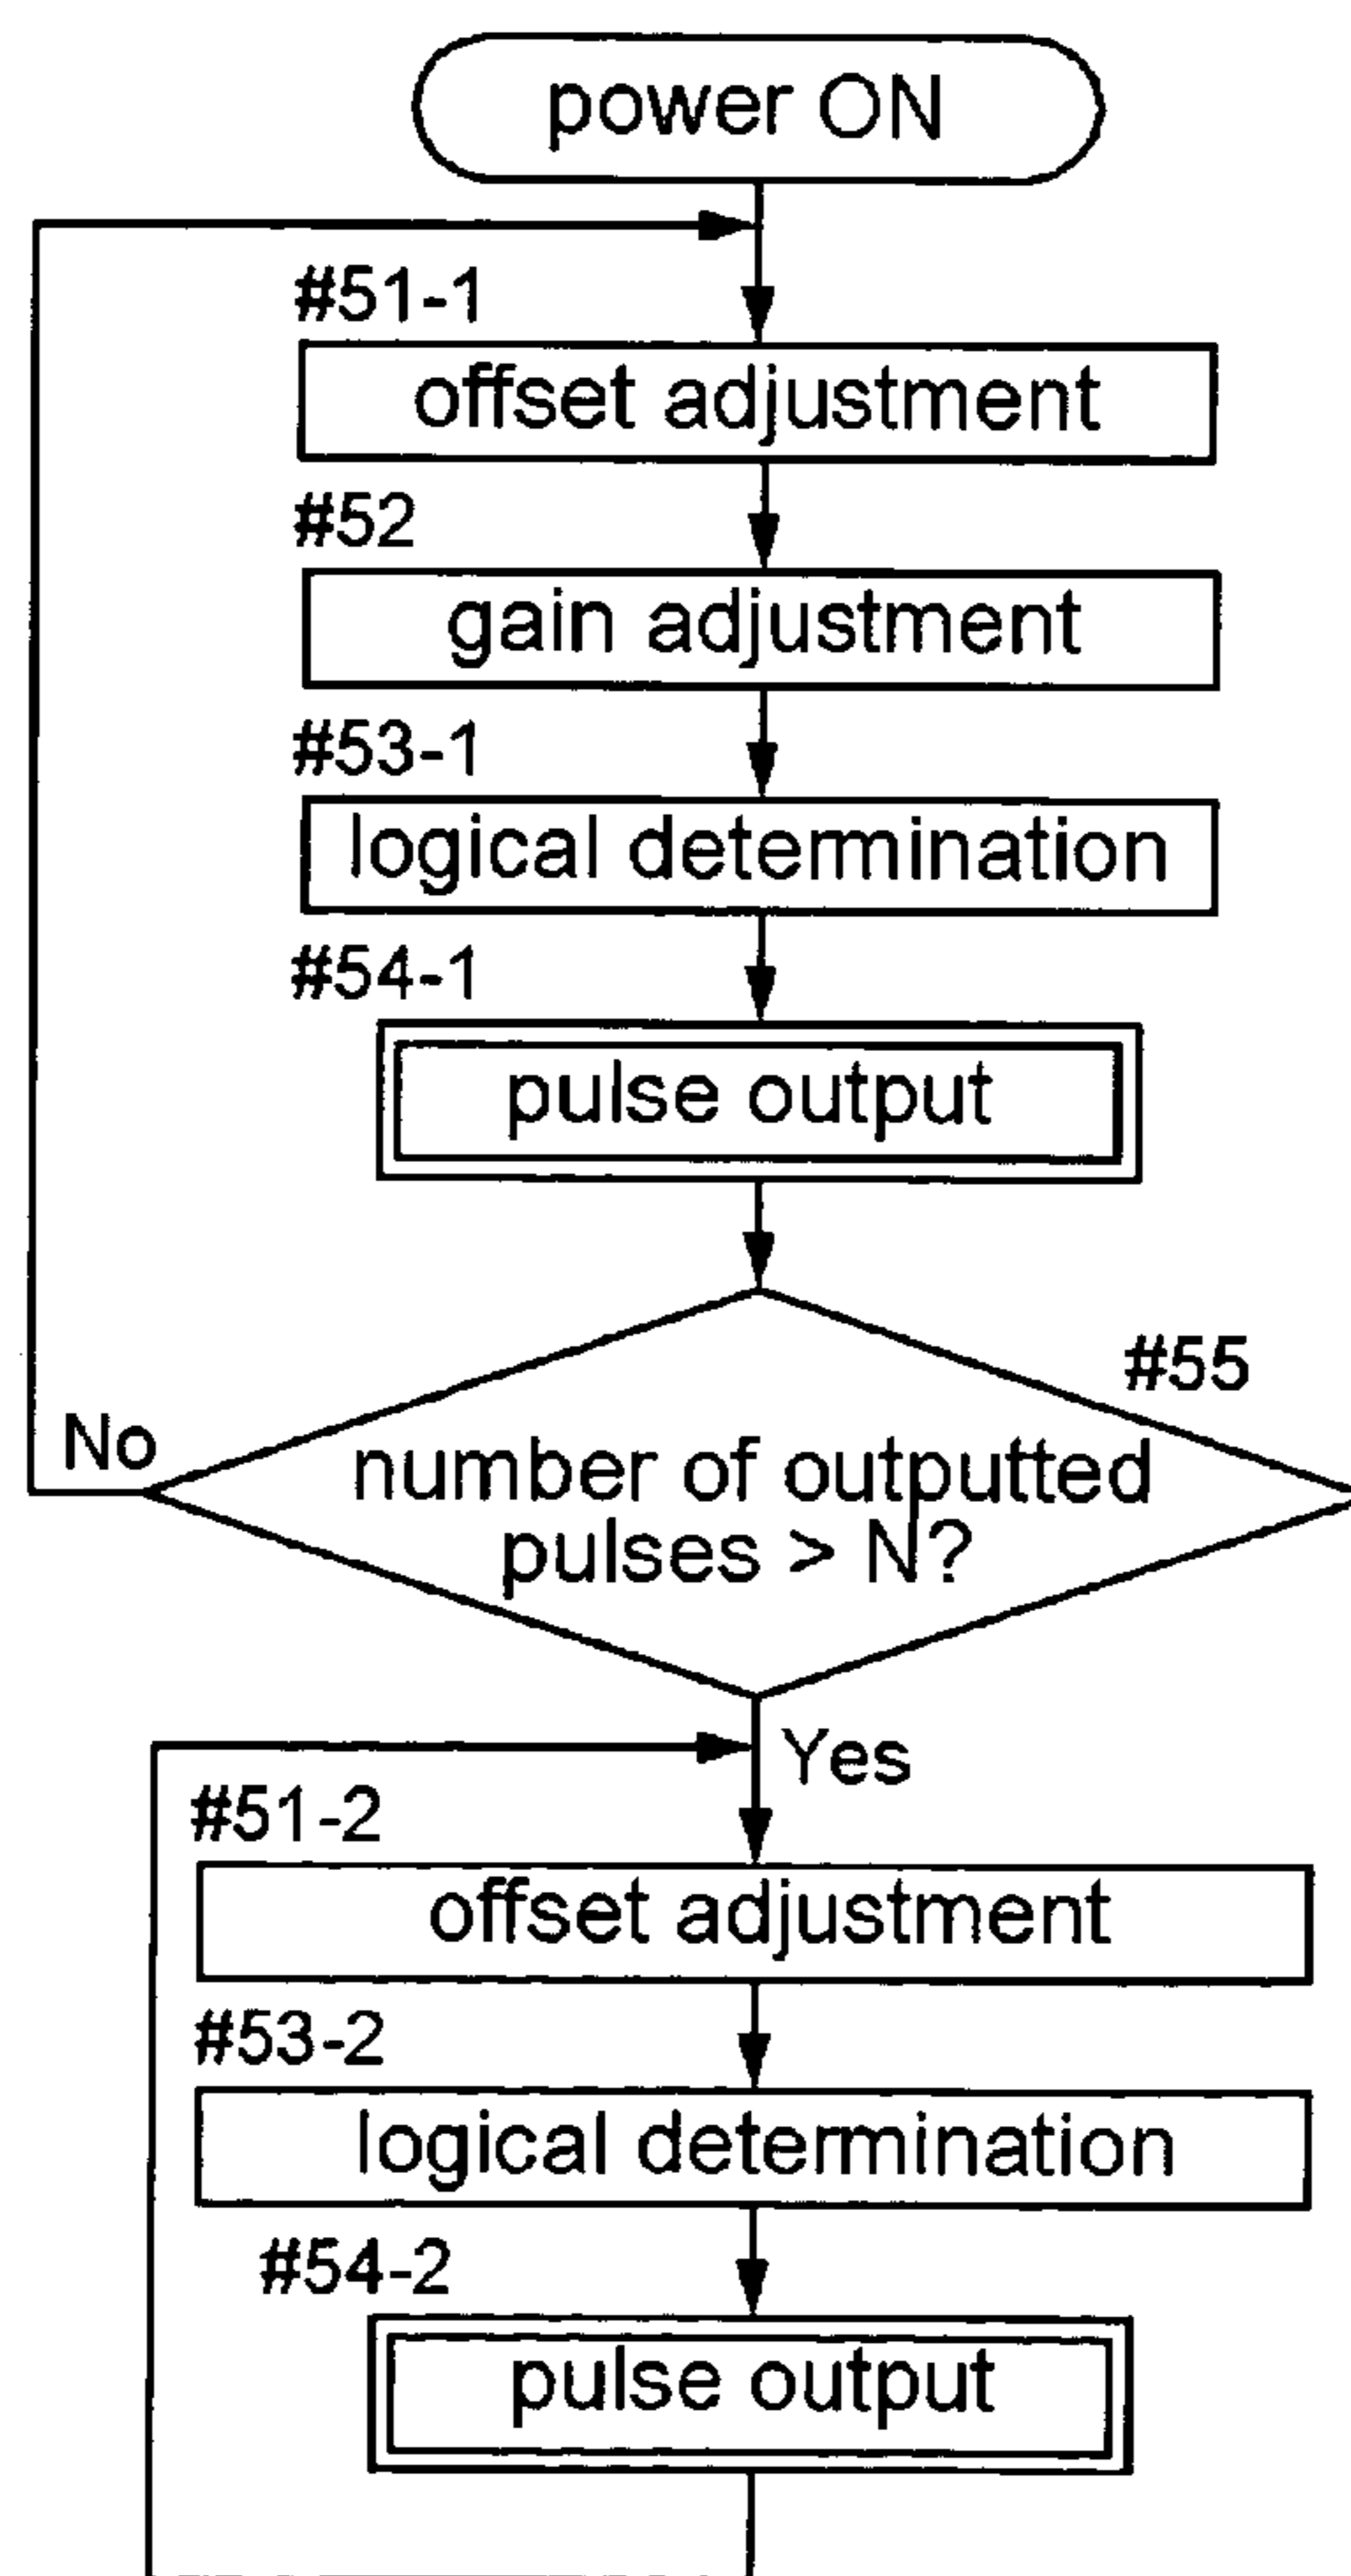 power ON
#51-1
offset adjustment
#52
gain adjustment
#53-1
logical determination
#54-1
pulse output
#55
No
number of outputted
pulses > N?
Yes
#51-2
offset adjustment
#53-2
logical determination
#54-2
pulse output